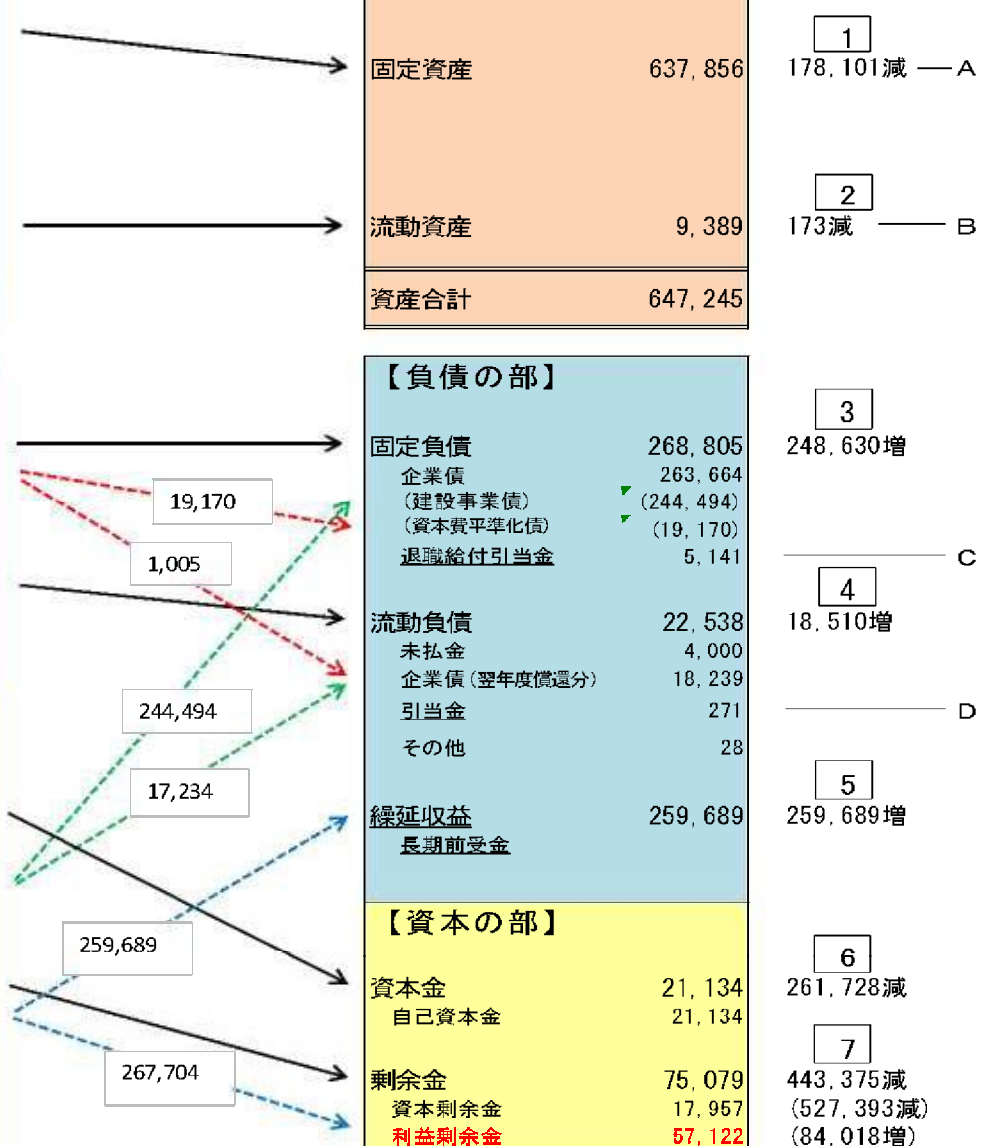 1
固定資産 637,856 178,101減 A
2
流動資産 9,389 173減 B
資産合計 647,245
【負債の部】
3
固定負債 268,805 248,630増
企業債 263,664
19,170 (建設事業債) (244,494)
(資本費平準化債) (19,170)
1,005 退職給付引当金 5,141 C
4
流動負債 22,538 18,510増
未払金 4,000
企業債(翌年度償還分) 18,239
244,494 引当金 271 D
その他 28
17,234 5
繰延収益 259,689 259,689増
長期前受金
【資本の部】
259,689 6
資本金 21,134 261,728減
自己資本金 21,134
7
267,704 剰余金 75,079 443,375減
資本剰余金 17,957 (527,393減)
利益剰余金 57,122 (84,018増)